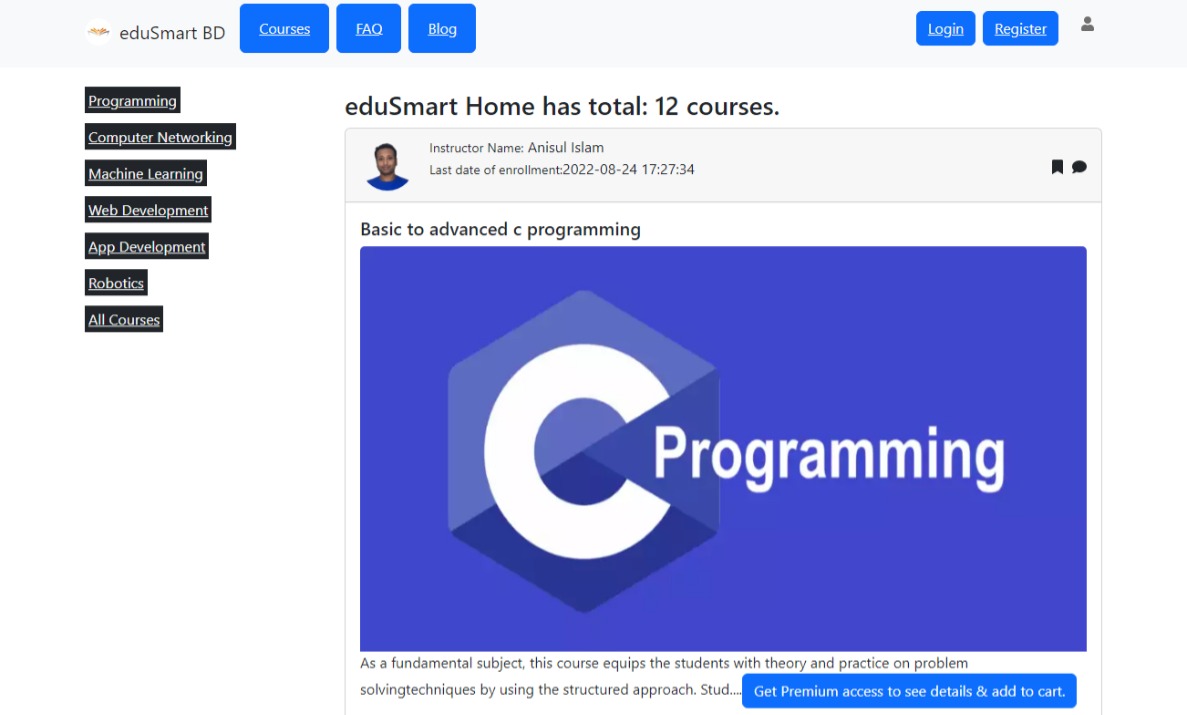 eduSmart BD Courses FAQ Blog Login Register
Programming
Computer Networking
Machine Learning
Web Development
App Development
Robotics
All Courses
eduSmart Home has total: 12 courses.
Instructor Name: Anisul Islam
Last date of enrollment:2022-08-24 17:27:34
Basic to advanced c programming
C Programming
As a fundamental subject, this course equips the students with theory and practice on problem
solvingtechniques by using the structured approach. Stud.... Get Premium access to see details & add to cart.